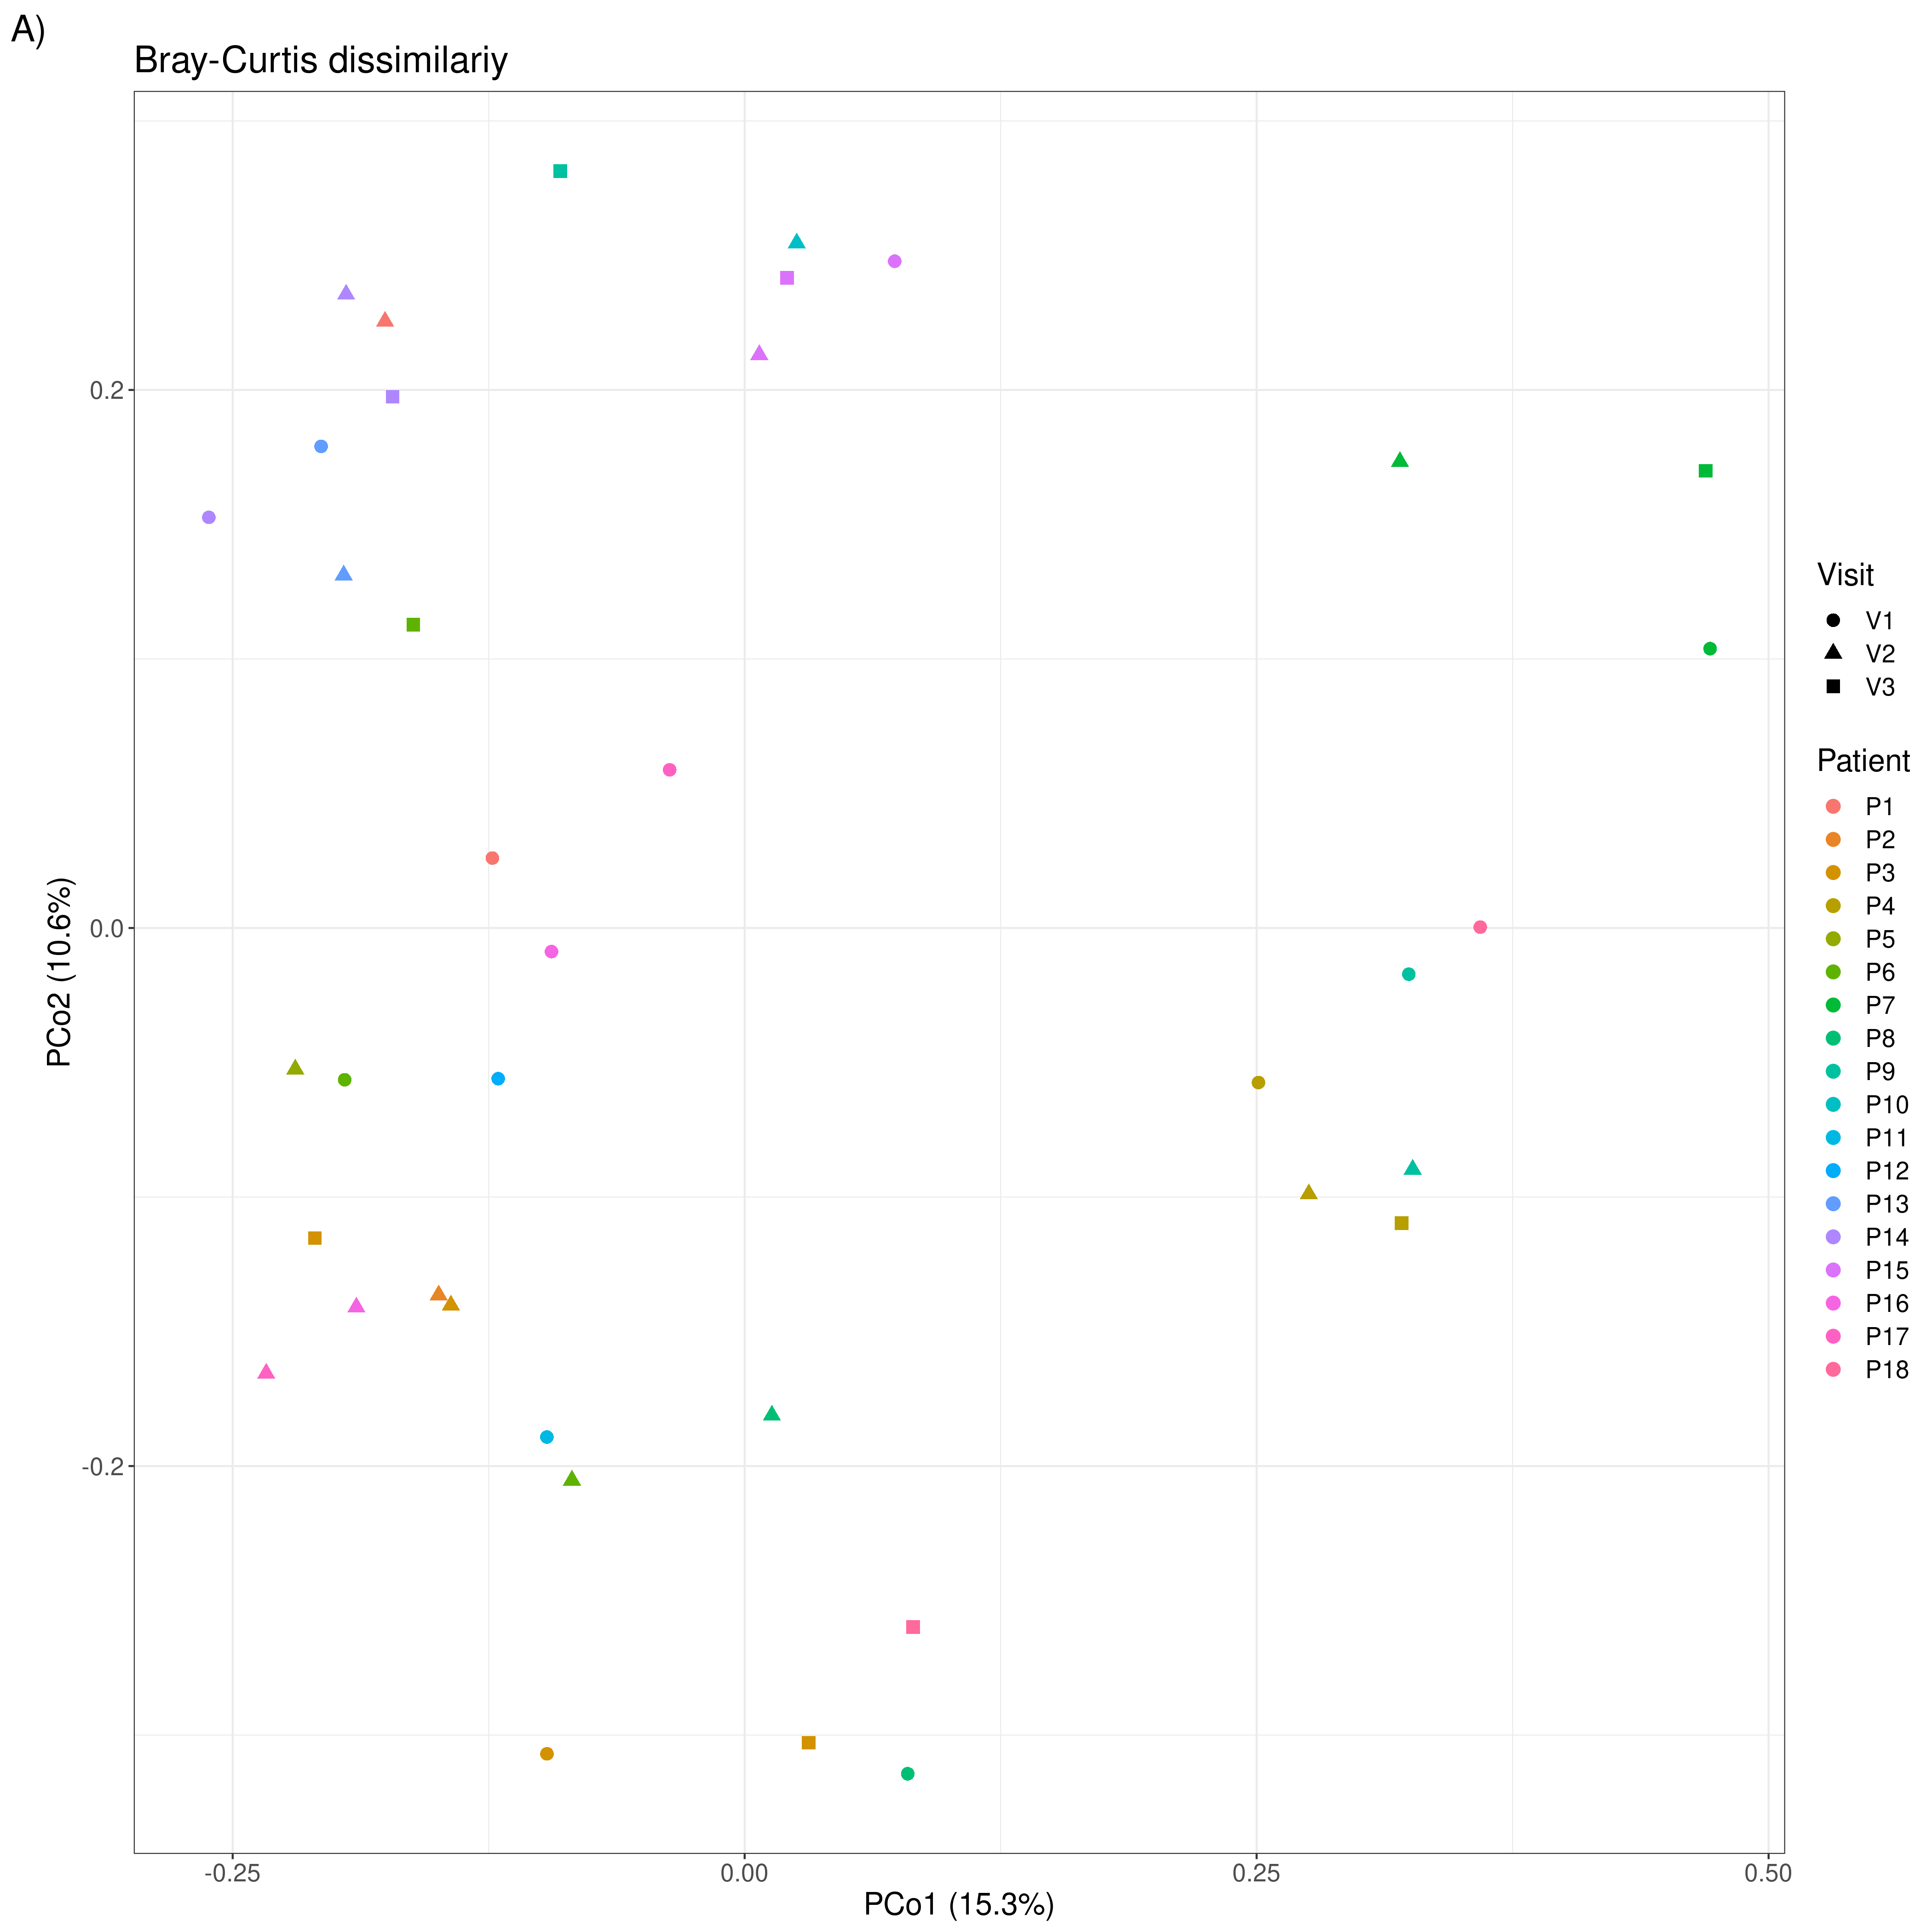 A)
Bray-Curtis dissimilariy
0.2
0.0
-0.2
PCo2 (10.6%)
-0.25
0.00
0.25
0.50
PCo1 (15.3%)
Visit
V1
V2
V3
Patient
P1
P2
P3
P4
P5
P6
P7
P8
P9
P10
P11
P12
P13
P14
P15
P16
P17
P18